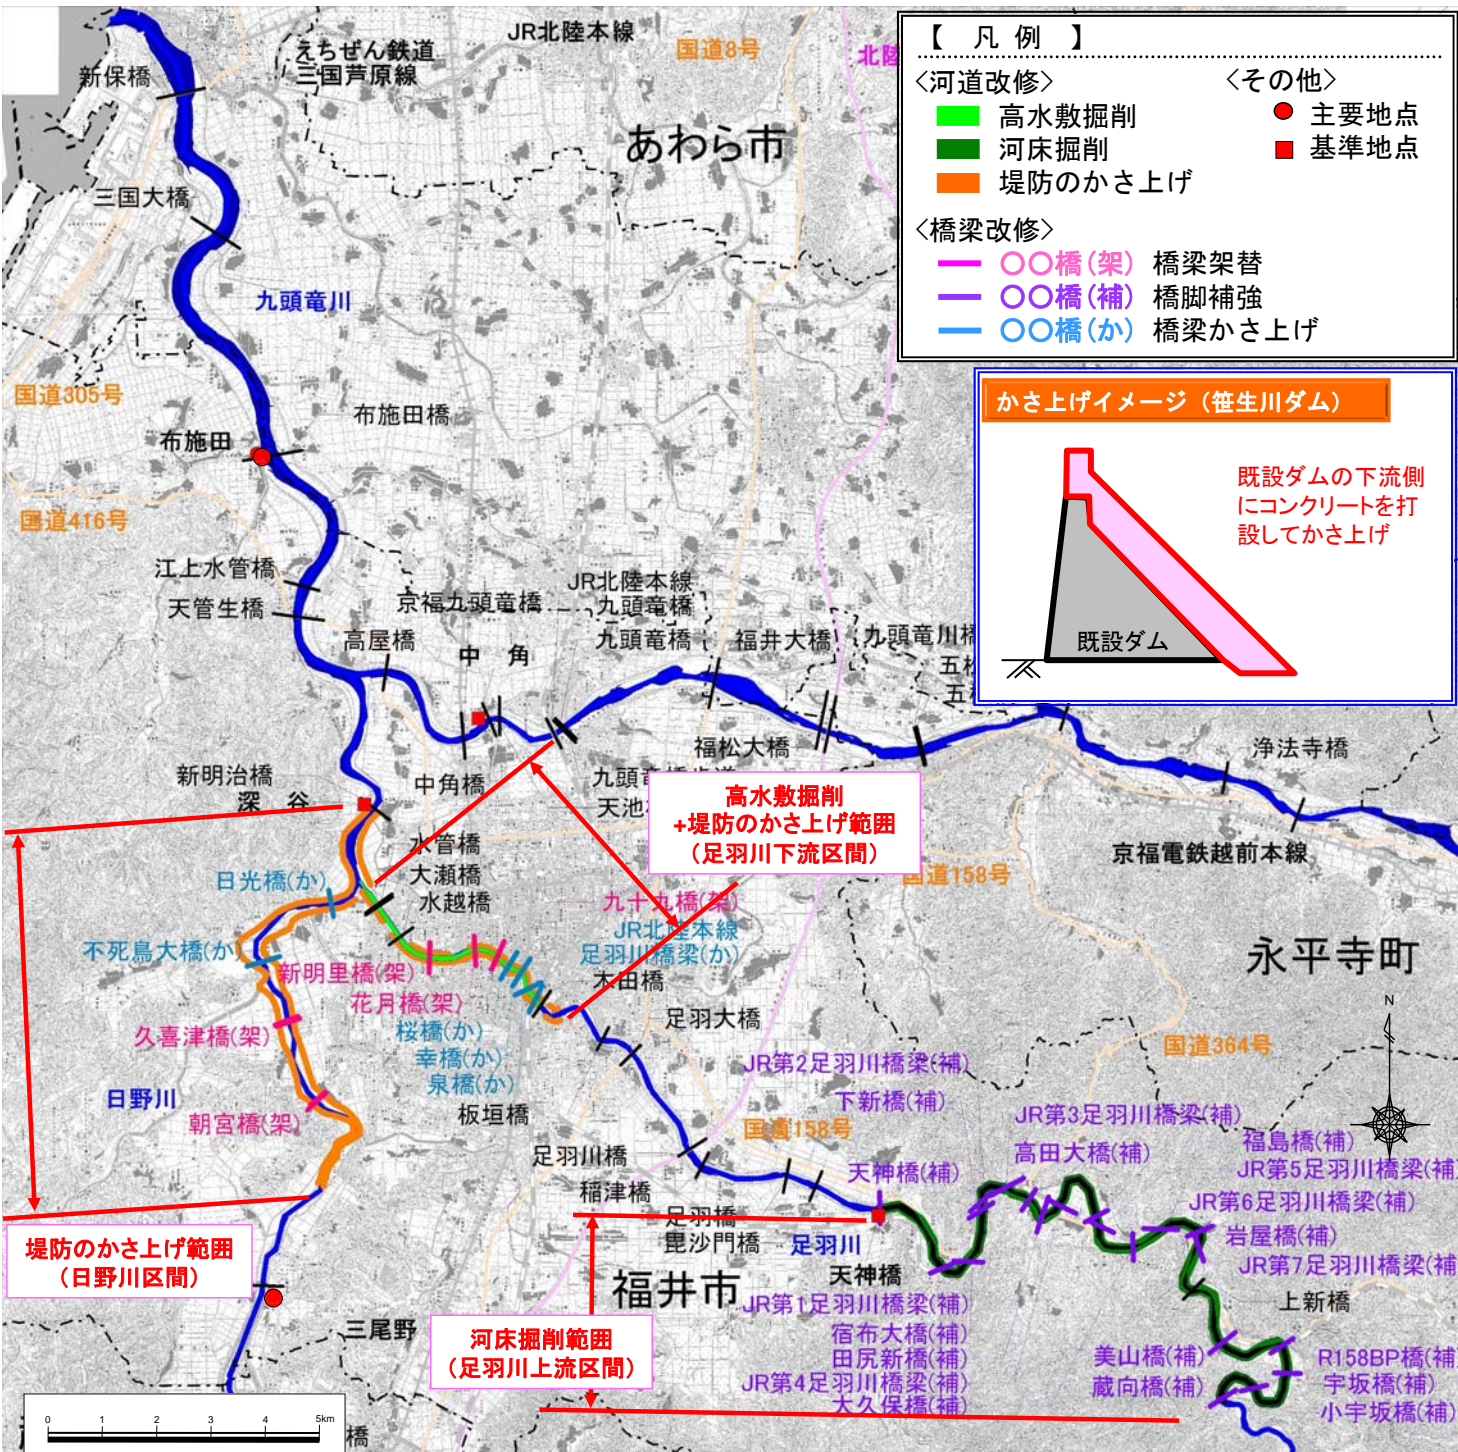 JR北陸本線
国道8号
えちぜん鉄道
三国芦原線
新保橋
あわら市
三国大橋
九頭竜川
国道305号
布施田橋
布施田
国道416号
江上水管橋
天菅生橋
京福九頭竜橋
高屋橋
中 角
JR北陸本線
九頭竜橋
九頭竜橋
福井大橋
【 凡 例 】
<河道改修>
高水敷掘削
河床掘削
堤防のかさ上げ
<その他>
主要地点
基準地点
<橋梁改修>
〇〇橋(架) 橋梁架替
〇〇橋(補) 橋脚補強
〇〇橋(か) 橋梁かさ上げ
かさ上げイメージ（笹生川ダム）
既設ダムの下流側
にコンクリートを打
設してかさ上げ
既設ダム
福松大橋
浄法寺橋
京福電鉄越前本線
新明治橋
深 谷
中角橋
高水敷掘削
+堤防のかさ上げ範囲
（足羽川下流区間）
水管橋
大瀬橋
水越橋
国道158号
日光橋(か)
九十九橋(架)
JR北陸本線
足羽川橋梁(か)
木田橋
不死鳥大橋(か)
新明里橋(架)
花月橋(架)
桜橋(か)
幸橋(か)
泉橋(か)
永平寺町
N
足羽大橋
国道364号
久喜津橋(架)
日野川
朝宮橋(架)
板垣橋
JR第2足羽川橋梁(補)
下新橋(補)
国道158号
天神橋(補)
JR第3足羽川橋梁(補)
高田大橋(補)
福島橋(補)
JR第5足羽川橋梁(補)
JR第6足羽川橋梁(補)
岩屋橋(補)
JR第7足羽川橋梁(補
足羽川橋
稲津橋
足羽橋
毘沙門橋
足羽川
天神橋
堤防のかさ上げ範囲
（日野川区間）
福井市
JR第1足羽川橋梁(補)
宿布大橋(補)
田尻新橋(補)
JR第4足羽川橋梁(補)
大久保橋(補)
上新橋
三尾野
河床掘削範囲
（足羽川上流区間）
美山橋(補)
蔵向橋(補)
R158BP橋(補)
宇坂橋(補)
小宇坂橋(補)
0 1 2 3 4 5km
橋